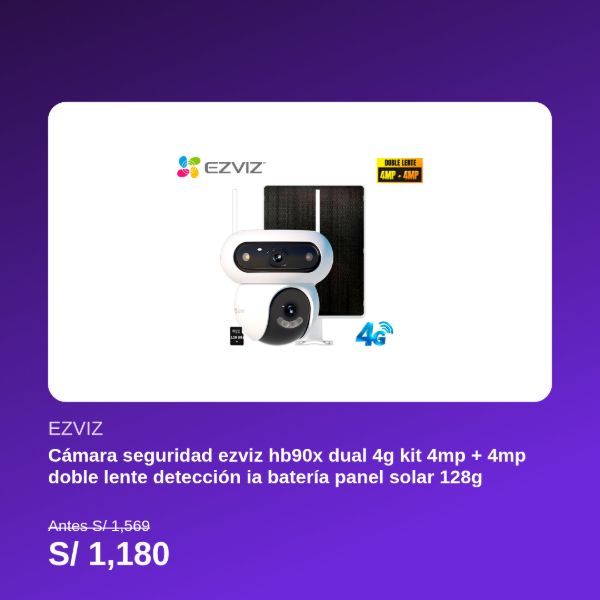 EZVIZ
DOBLE LENTE
4MP + 4MP
4G
EZVIZ
Cámara seguridad ezviz hb90x dual 4g kit 4mp + 4mp
doble lente detección ia batería panel solar 128g
Antes S/ 1,569
S/ 1,180